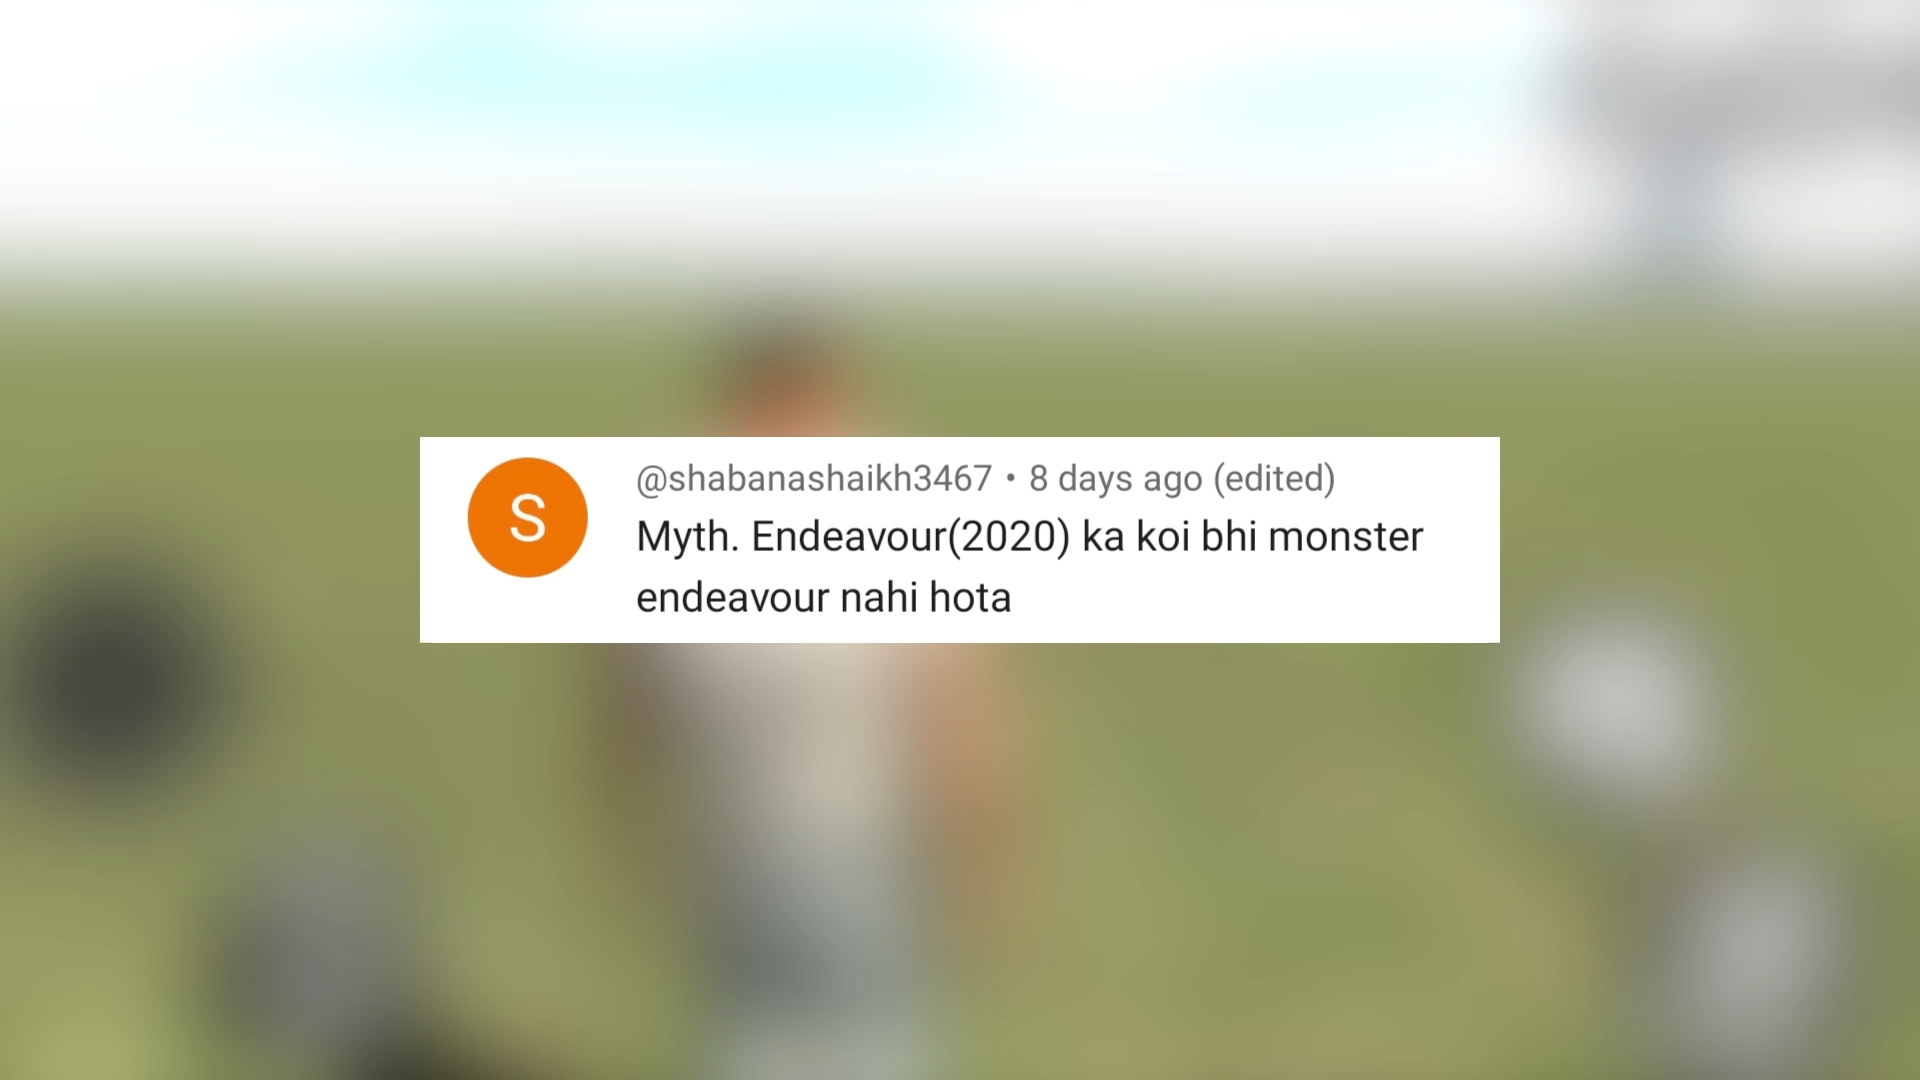 S
@shabanashaikh3467 • 8 days ago (edited)
Myth. Endeavour(2020) ka koi bhi monster
endeavour nahi hota